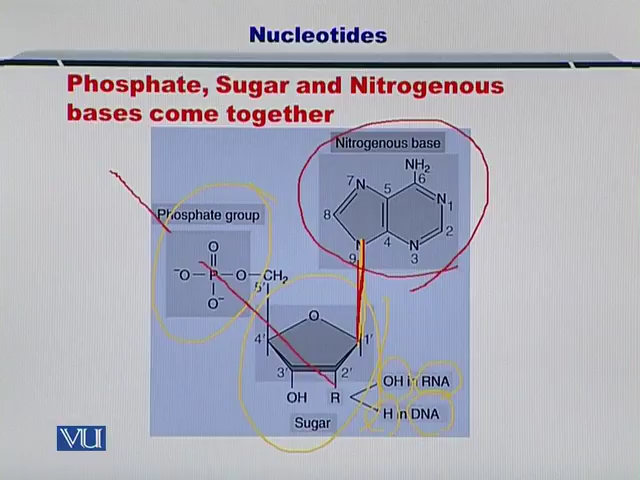 Nucleotides
Phosphate, Sugar and Nitrogenous
bases come together
Nitrogenous base
NH2
6
7 N 5 N 1
8
4 2
N N
9 3
Phosphate group
O
⁻O P O CH2
5'
O⁻
O
4' 1'
3' 2'
OH in RNA
OH R
H in DNA
Sugar
VU